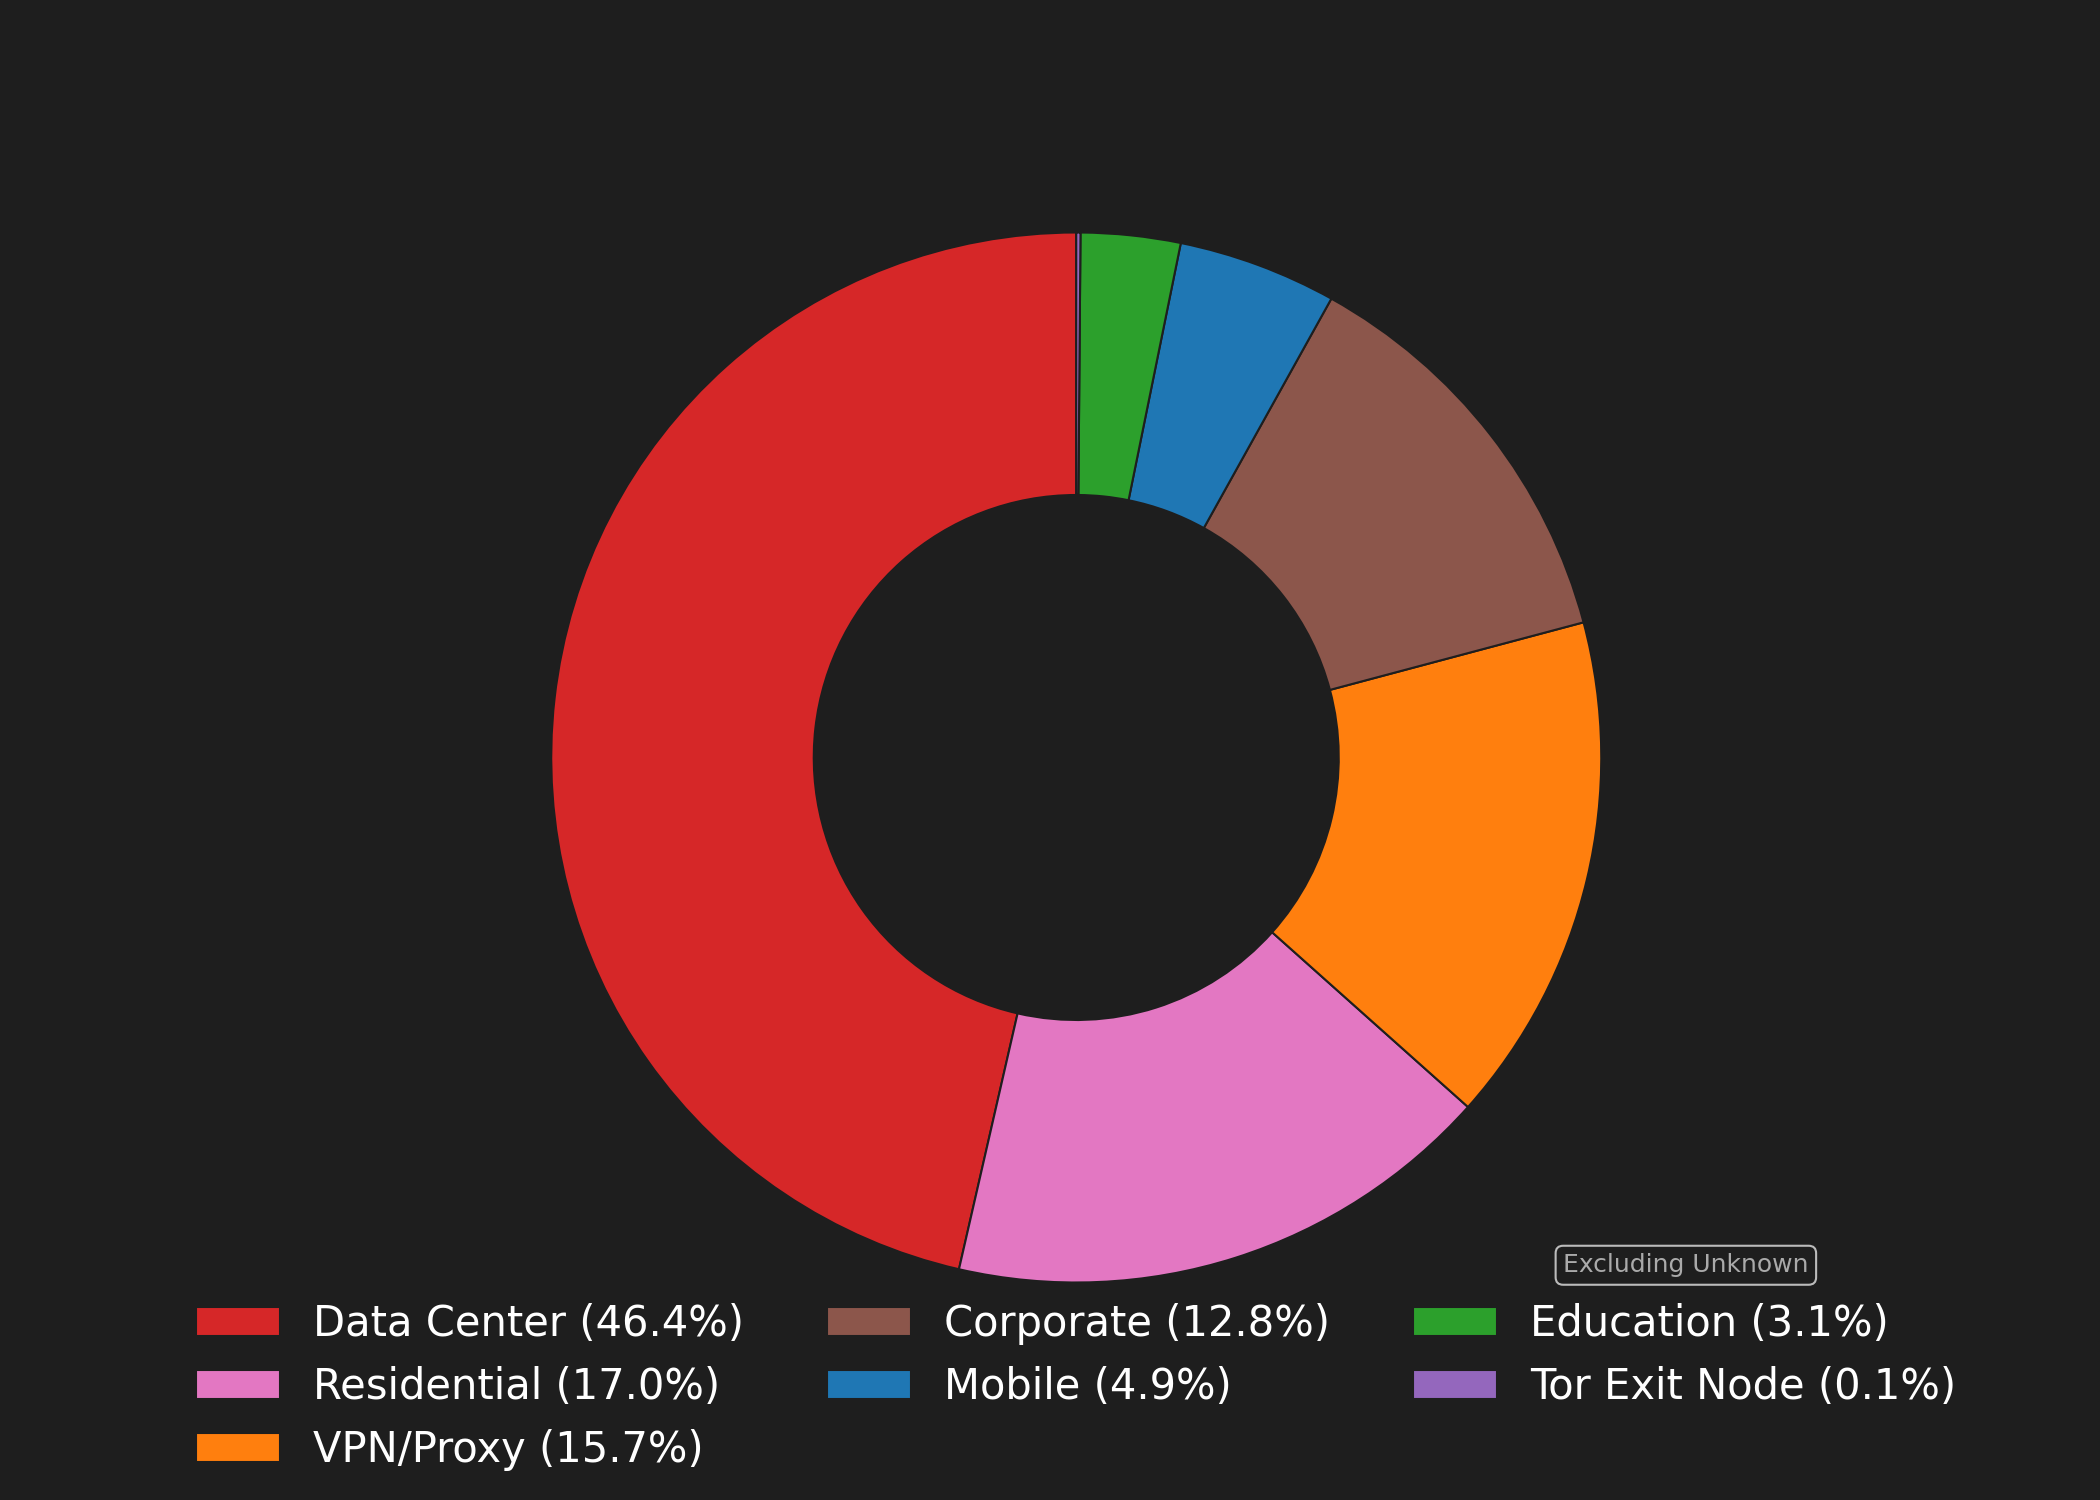 Excluding Unknown
Data Center (46.4%)
Residential (17.0%)
VPN/Proxy (15.7%)
Corporate (12.8%)
Mobile (4.9%)
Education (3.1%)
Tor Exit Node (0.1%)